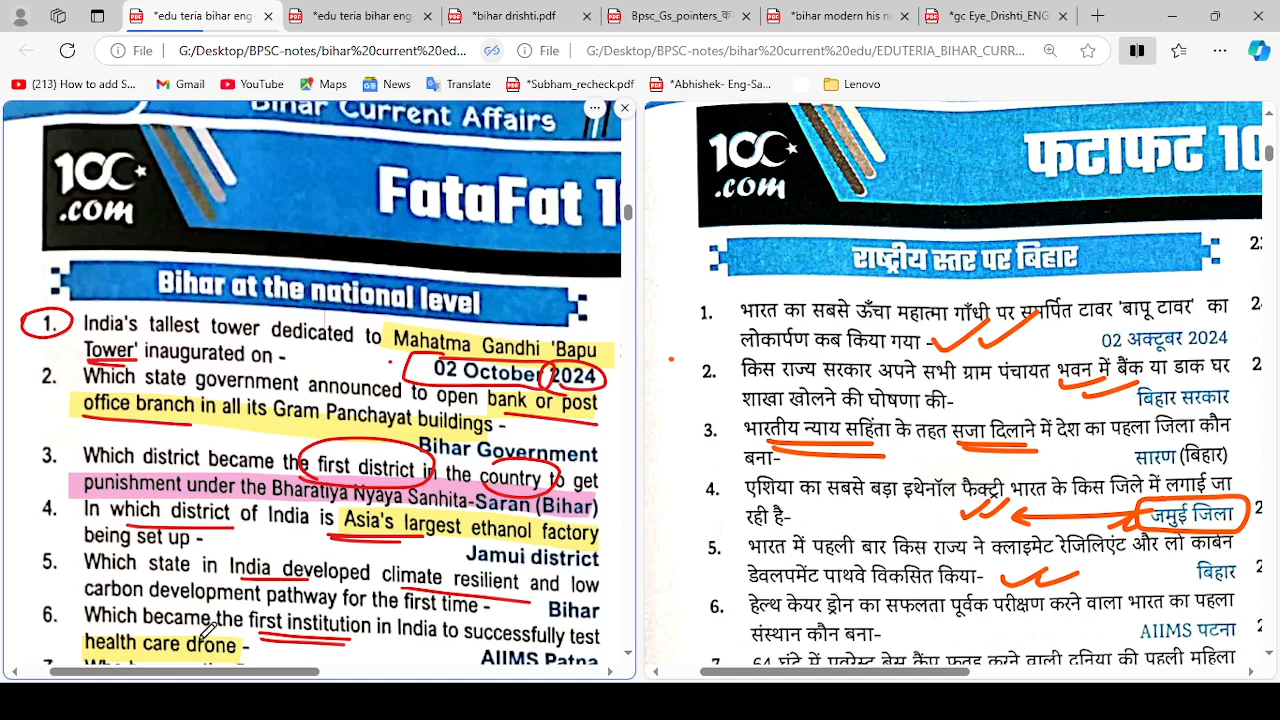 *edu teria bihar eng-
*edu teria bihar eng-
*bihar drishti.pdf
Bpsc_Gs_pointers_
*bihar modern his n
*gc Eye_Drishti_ENG
File
G:/Desktop/BPSC-notes/bihar%20current%20ed...
File
G:/Desktop/BPSC-notes/bihar%20current%20edu/EDUTERIA_BIHAR_CURR...
(213) How to add S...
Gmail
YouTube
Maps
News
Translate
*Subham_recheck.pdf
*Abhishek- Eng-Sa...
Lenovo
Bihar Current Affairs
100
.com
FataFat 1
Bihar at the national level
1. India's tallest tower dedicated to Mahatma Gandhi 'Bapu
Tower' inaugurated on -
02 October 2024
2. Which state government announced to open bank or post
office branch in all its Gram Panchayat buildings -
Bihar Government
3. Which district became the first district in the country to get
punishment under the Bharatiya Nyaya Sanhita-Saran (Bihar)
4. In which district of India is Asia's largest ethanol factory
being set up -
Jamui district
5. Which state in India developed climate resilient and low
carbon development pathway for the first time - Bihar
6. Which became the first institution in India to successfully test
health care drone -
AIIMS Patna
100
.com
फटाफट 10
राष्ट्रीय स्तर पर बिहार
1. भारत का सबसे ऊँचा महात्मा गाँधी पर समर्पित टावर 'बापू टावर' का
लोकार्पण कब किया गया - 02 अक्टूबर 2024
2. किस राज्य सरकार अपने सभी ग्राम पंचायत भवन में बैंक या डाक घर
शाखा खोलने की घोषणा की- बिहार सरकार
3. भारतीय न्याय सहिंता के तहत सजा दिलाने में देश का पहला जिला कौन
बना- सारण (बिहार)
4. एशिया का सबसे बड़ा इथेनॉल फैक्ट्री भारत के किस जिले में लगाई जा
रही है- जमुई जिला
5. भारत में पहली बार किस राज्य ने क्लाइमेट रेजिलिएंट और लो कार्बन
डेवलपमेंट पाथवे विकसित किया- बिहार
6. हेल्थ केयर ड्रोन का सफलता पूर्वक परीक्षण करने वाला भारत का पहला
संस्थान कौन बना- AIIMS पटना
7. 64 घंटे में एवरेस्ट बेस कैंप फतह करने वाली दुनिया की पहली महिला